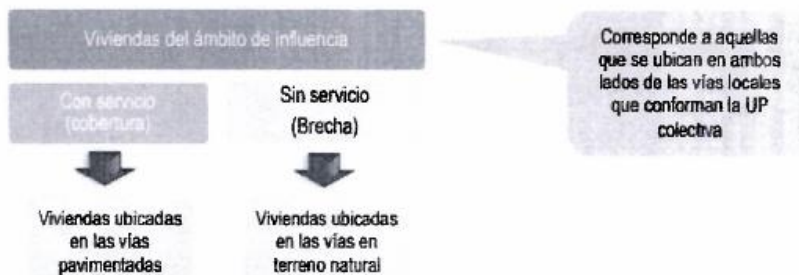 Viviendas del ámbito de influencia
Corresponde a aquellas
que se ubican en ambos
lados de las vías locales
que conforman la UP
colectiva
Con servicio
(cobertura)
Sin servicio
(Brecha)
Viviendas ubicadas
en las vías
pavimentadas
Viviendas ubicadas
en las vías en
terreno natural